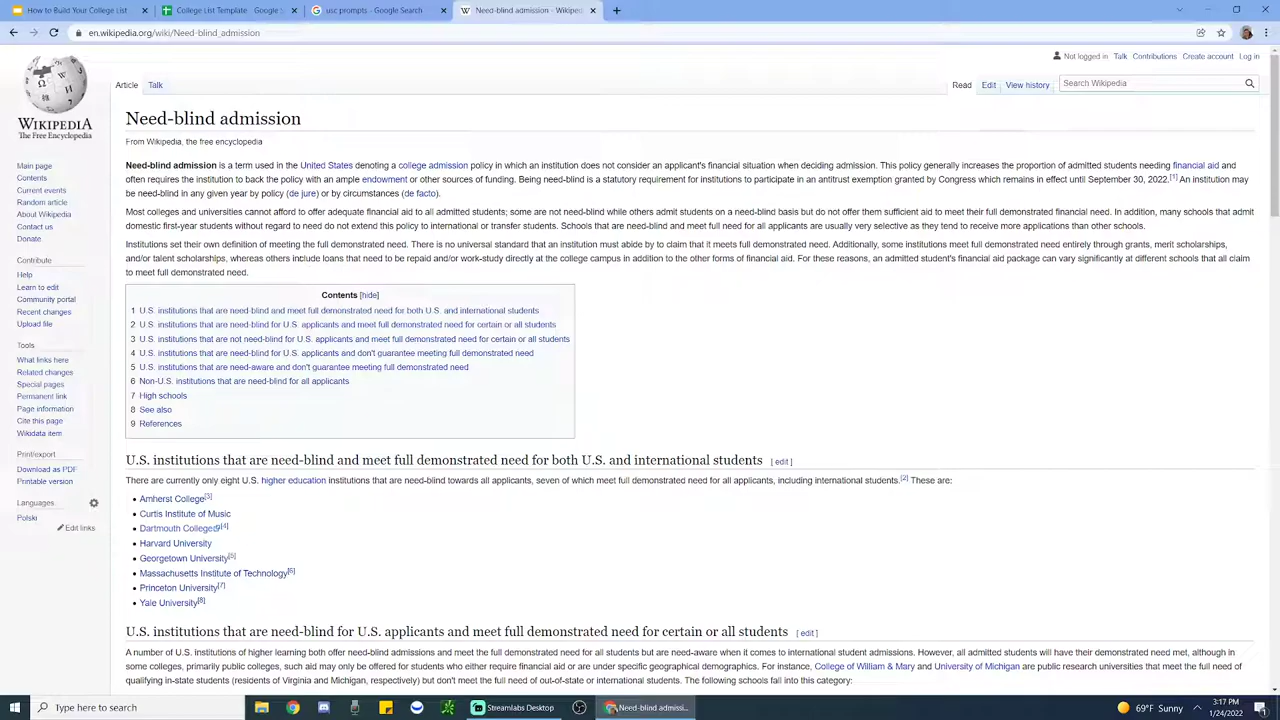 How to Build Your College List
College List Template - Google S
usc prompts - Google Search
Need-blind admission - Wikiped
en.wikipedia.org/wiki/Need-blind_admission
Not logged in Talk Contributions Create account Log in
Article Talk Read Edit View history Search Wikipedia
WIKIPEDIA
The Free Encyclopedia
Main page
Contents
Current events
Random article
About Wikipedia
Contact us
Donate
Contribute
Help
Learn to edit
Community portal
Recent changes
Upload file
Tools
What links here
Related changes
Special pages
Permanent link
Page information
Cite this page
Wikidata item
Print/export
Download as PDF
Printable version
Languages
Polski
Edit links
Need-blind admission
From Wikipedia, the free encyclopedia
Need-blind admission is a term used in the United States denoting a college admission policy in which an institution does not consider an applicant's financial situation when deciding admission. This policy generally increases the proportion of admitted students needing financial aid and
often requires the institution to back the policy with an ample endowment or other sources of funding. Being need-blind is a statutory requirement for institutions to participate in an antitrust exemption granted by Congress which remains in effect until September 30, 2022.[1] An institution may
be need-blind in any given year by policy (de jure) or by circumstances (de facto).
Most colleges and universities cannot afford to offer adequate financial aid to all admitted students; some are not need-blind while others admit students on a need-blind basis but do not offer them sufficient aid to meet their full demonstrated financial need. In addition, many schools that admit
domestic first-year students without regard to need do not extend this policy to international or transfer students. Schools that are need-blind and meet full need for all applicants are usually very selective as they tend to receive more applications than other schools.
Institutions set their own definition of meeting the full demonstrated need. There is no universal standard that an institution must abide by to claim that it meets full demonstrated need. Additionally, some institutions meet full demonstrated need entirely through grants, merit scholarships,
and/or talent scholarships, whereas others include loans that need to be repaid and/or work-study directly at the college campus in addition to the other forms of financial aid. For these reasons, an admitted student's financial aid package can vary significantly at different schools that all claim
to meet full demonstrated need.
Contents [hide]
1 U.S. institutions that are need-blind and meet full demonstrated need for both U.S. and international students
2 U.S. institutions that are need-blind for U.S. applicants and meet full demonstrated need for certain or all students
3 U.S. institutions that are not need-blind for U.S. applicants and meet full demonstrated need for certain or all students
4 U.S. institutions that are need-blind for U.S. applicants and don't guarantee meeting full demonstrated need
5 U.S. institutions that are need-aware and don't guarantee meeting full demonstrated need
6 Non-U.S. institutions that are need-blind for all applicants
7 High schools
8 See also
9 References
U.S. institutions that are need-blind and meet full demonstrated need for both U.S. and international students [ edit ]
There are currently only eight U.S. higher education institutions that are need-blind towards all applicants, seven of which meet full demonstrated need for all applicants, including international students.[2] These are:
• Amherst College[3]
• Curtis Institute of Music
• Dartmouth College[4]
• Harvard University
• Georgetown University[5]
• Massachusetts Institute of Technology[6]
• Princeton University[7]
• Yale University[8]
U.S. institutions that are need-blind for U.S. applicants and meet full demonstrated need for certain or all students [ edit ]
A number of U.S. institutions of higher learning both offer need-blind admissions and meet the full demonstrated need for all students but are need-aware when it comes to international student admissions. However, all admitted students will have their demonstrated need met, although in
some colleges, primarily public colleges, such aid may only be offered for students who either require financial aid or are under specific geographical demographics. For instance, College of William & Mary and University of Michigan are public research universities that meet the full need of
qualifying in-state students (residents of Virginia and Michigan, respectively) but don't meet the full need of out-of-state or international students. The following schools fall into this category:
Type here to search
Streamlabs Desktop
Need-blind admissi...
69°F Sunny
3:17 PM
1/24/2022